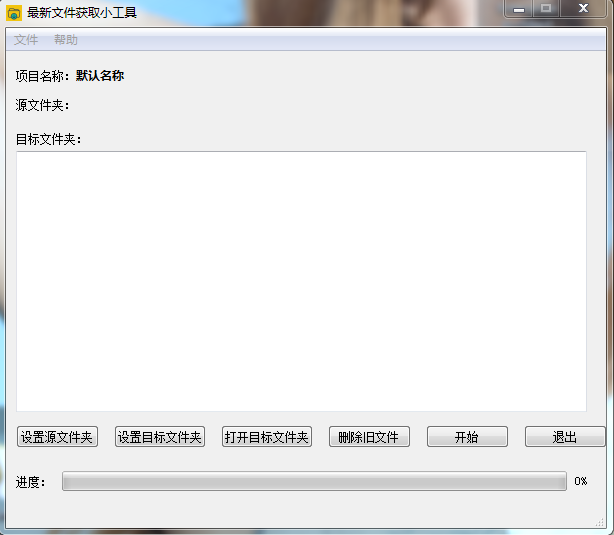 最新文件获取小工具
文件 帮助
项目名称：默认名称
源文件夹：
目标文件夹：
设置源文件夹 设置目标文件夹 打开目标文件夹 删除旧文件 开始 退出
进度： 0%